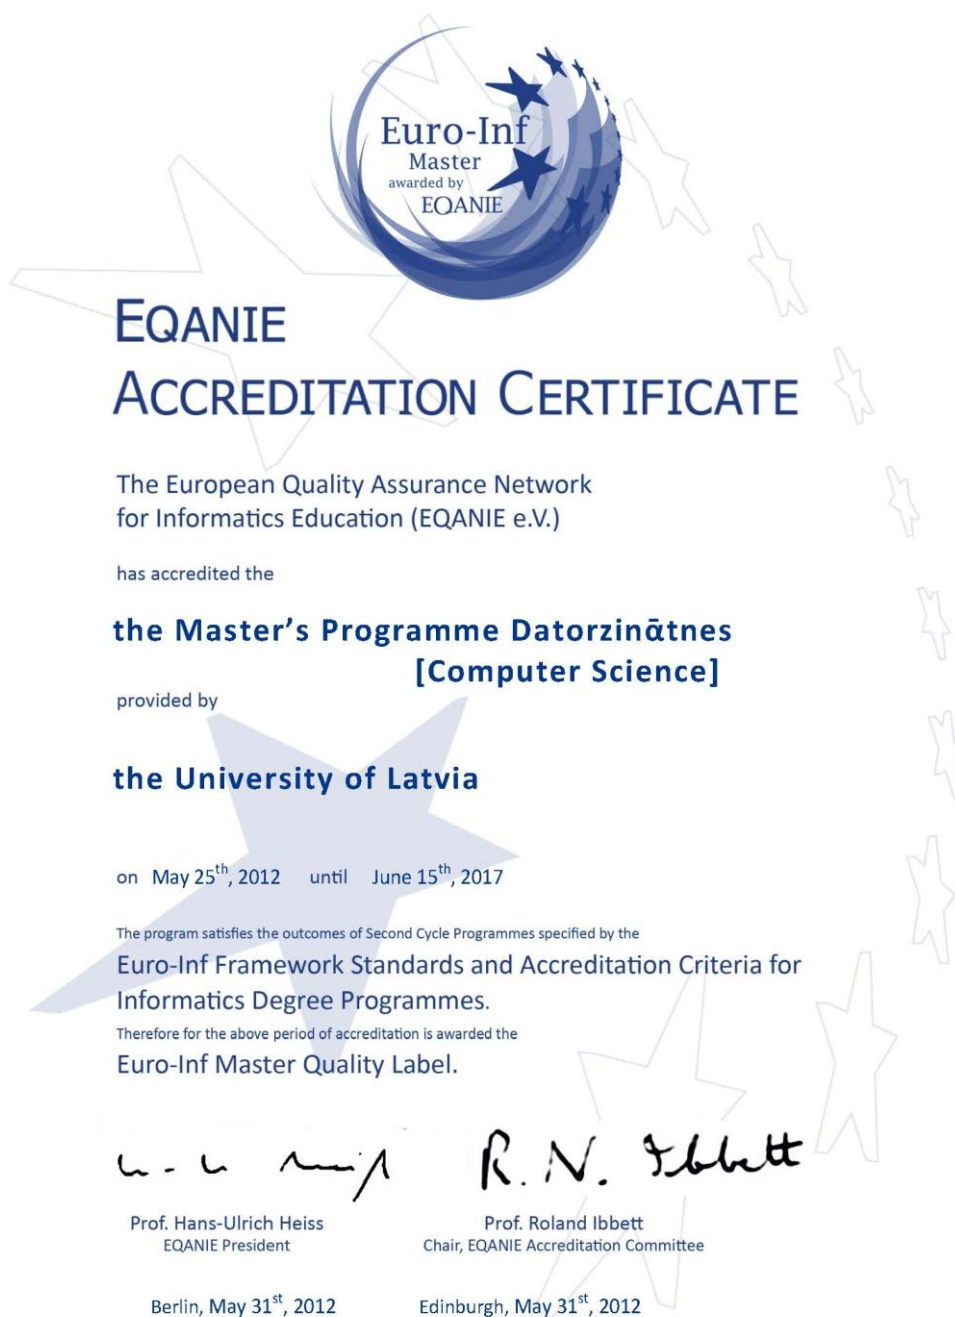 Euro-Inf
Master
awarded by
EQANIE
EQANIE
ACCREDITATION CERTIFICATE
The European Quality Assurance Network
for Informatics Education (EQANIE e.V.)
has accredited the
the Master's Programme Datorzinātnes
[Computer Science]
provided by
the University of Latvia
on May 25th, 2012 until June 15th, 2017
The program satisfies the outcomes of Second Cycle Programmes specified by the
Euro-Inf Framework Standards and Accreditation Criteria for
Informatics Degree Programmes.
Therefore for the above period of accreditation is awarded the
Euro-Inf Master Quality Label.
R. N. Ibbett
Prof. Hans-Ulrich Heiss Prof. Roland Ibbett
EQANIE President Chair, EQANIE Accreditation Committee
Berlin, May 31st, 2012 Edinburgh, May 31st, 2012